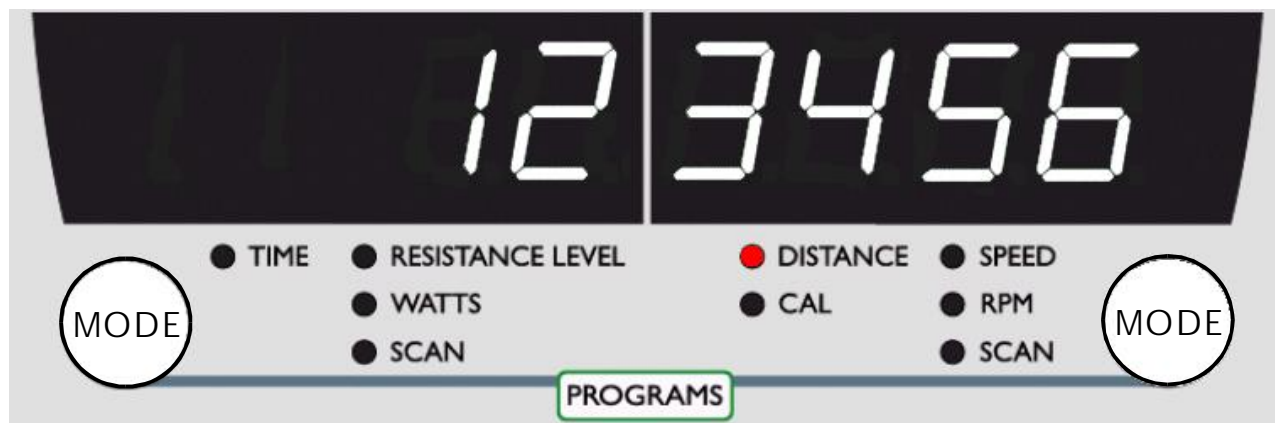 12 3456
TIME RESISTANCE LEVEL DISTANCE SPEED
MODE WATTS CAL RPM MODE
SCAN SCAN
PROGRAMS